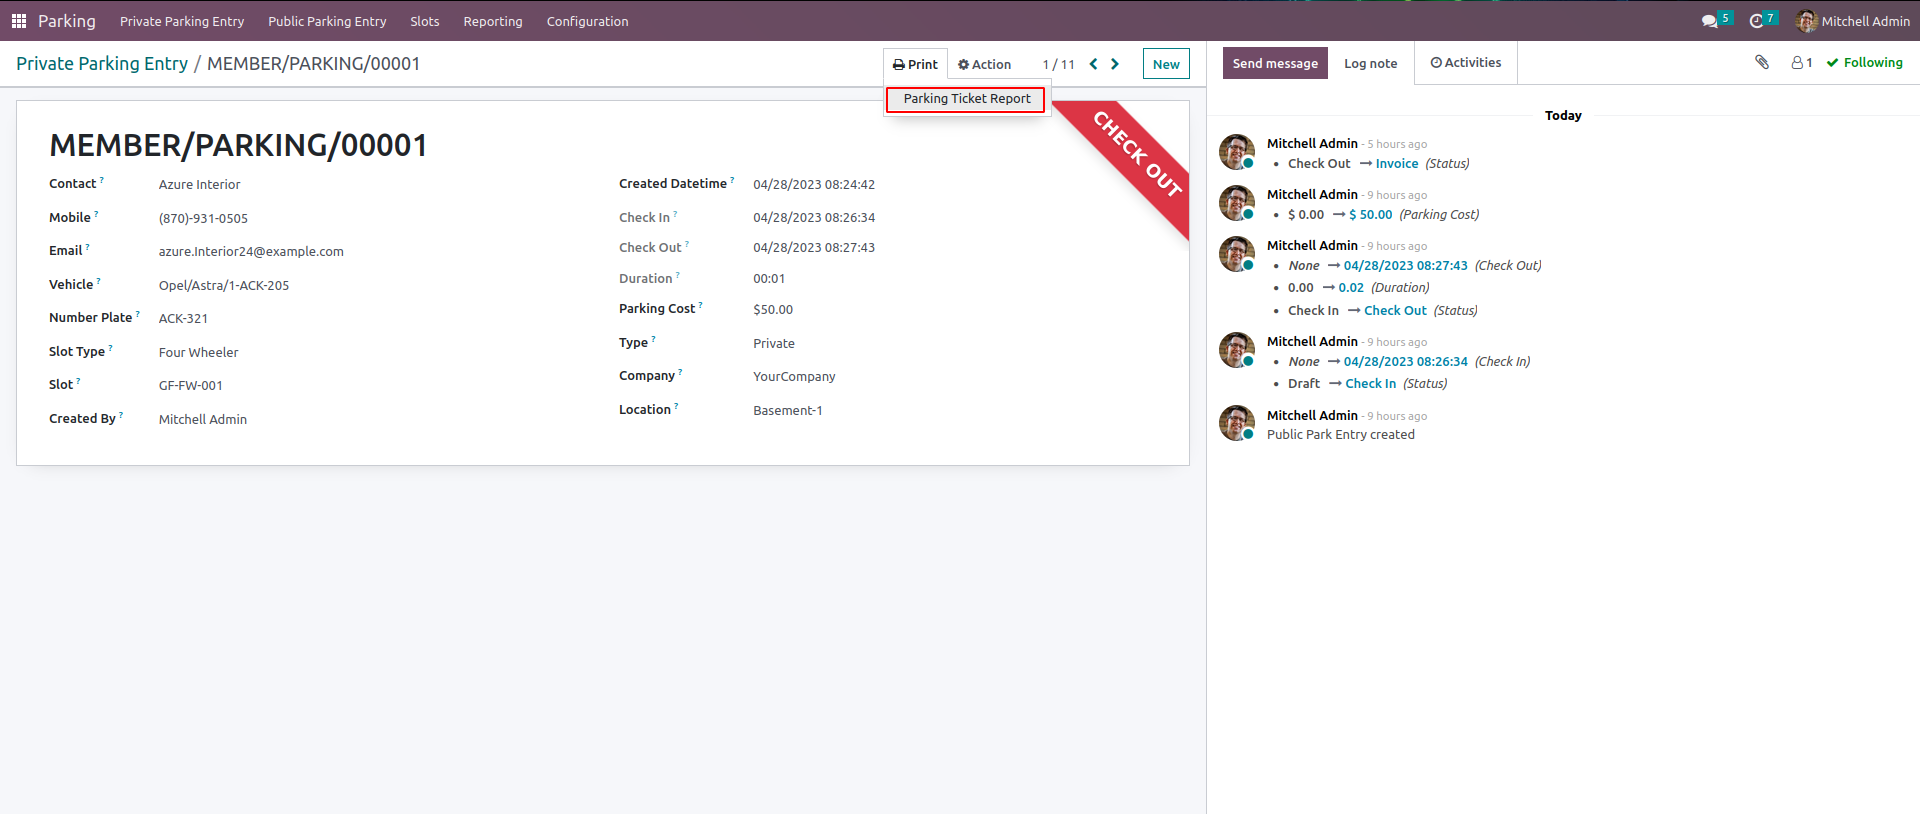 Parking Private Parking Entry Public Parking Entry Slots Reporting Configuration 5 7 Mitchell Admin
Private Parking Entry / MEMBER/PARKING/00001 Print Action 1 / 11 New
Parking Ticket Report
CHECK OUT
MEMBER/PARKING/00001
Contact ? Azure Interior
Mobile ? (870)-931-0505
Email ? azure.Interior24@example.com
Vehicle ? Opel/Astra/1-ACK-205
Number Plate ? ACK-321
Slot Type ? Four Wheeler
Slot ? GF-FW-001
Created By ? Mitchell Admin
Created Datetime ? 04/28/2023 08:24:42
Check In ? 04/28/2023 08:26:34
Check Out ? 04/28/2023 08:27:43
Duration ? 00:01
Parking Cost ? $50.00
Type ? Private
Company ? YourCompany
Location ? Basement-1
Send message Log note Activities 1 Following
Today
Mitchell Admin - 5 hours ago
• Check Out → Invoice (Status)
Mitchell Admin - 9 hours ago
• $ 0.00 → $ 50.00 (Parking Cost)
Mitchell Admin - 9 hours ago
• None → 04/28/2023 08:27:43 (Check Out)
• 0.00 → 0.02 (Duration)
• Check In → Check Out (Status)
Mitchell Admin - 9 hours ago
• None → 04/28/2023 08:26:34 (Check In)
• Draft → Check In (Status)
Mitchell Admin - 9 hours ago
Public Park Entry created